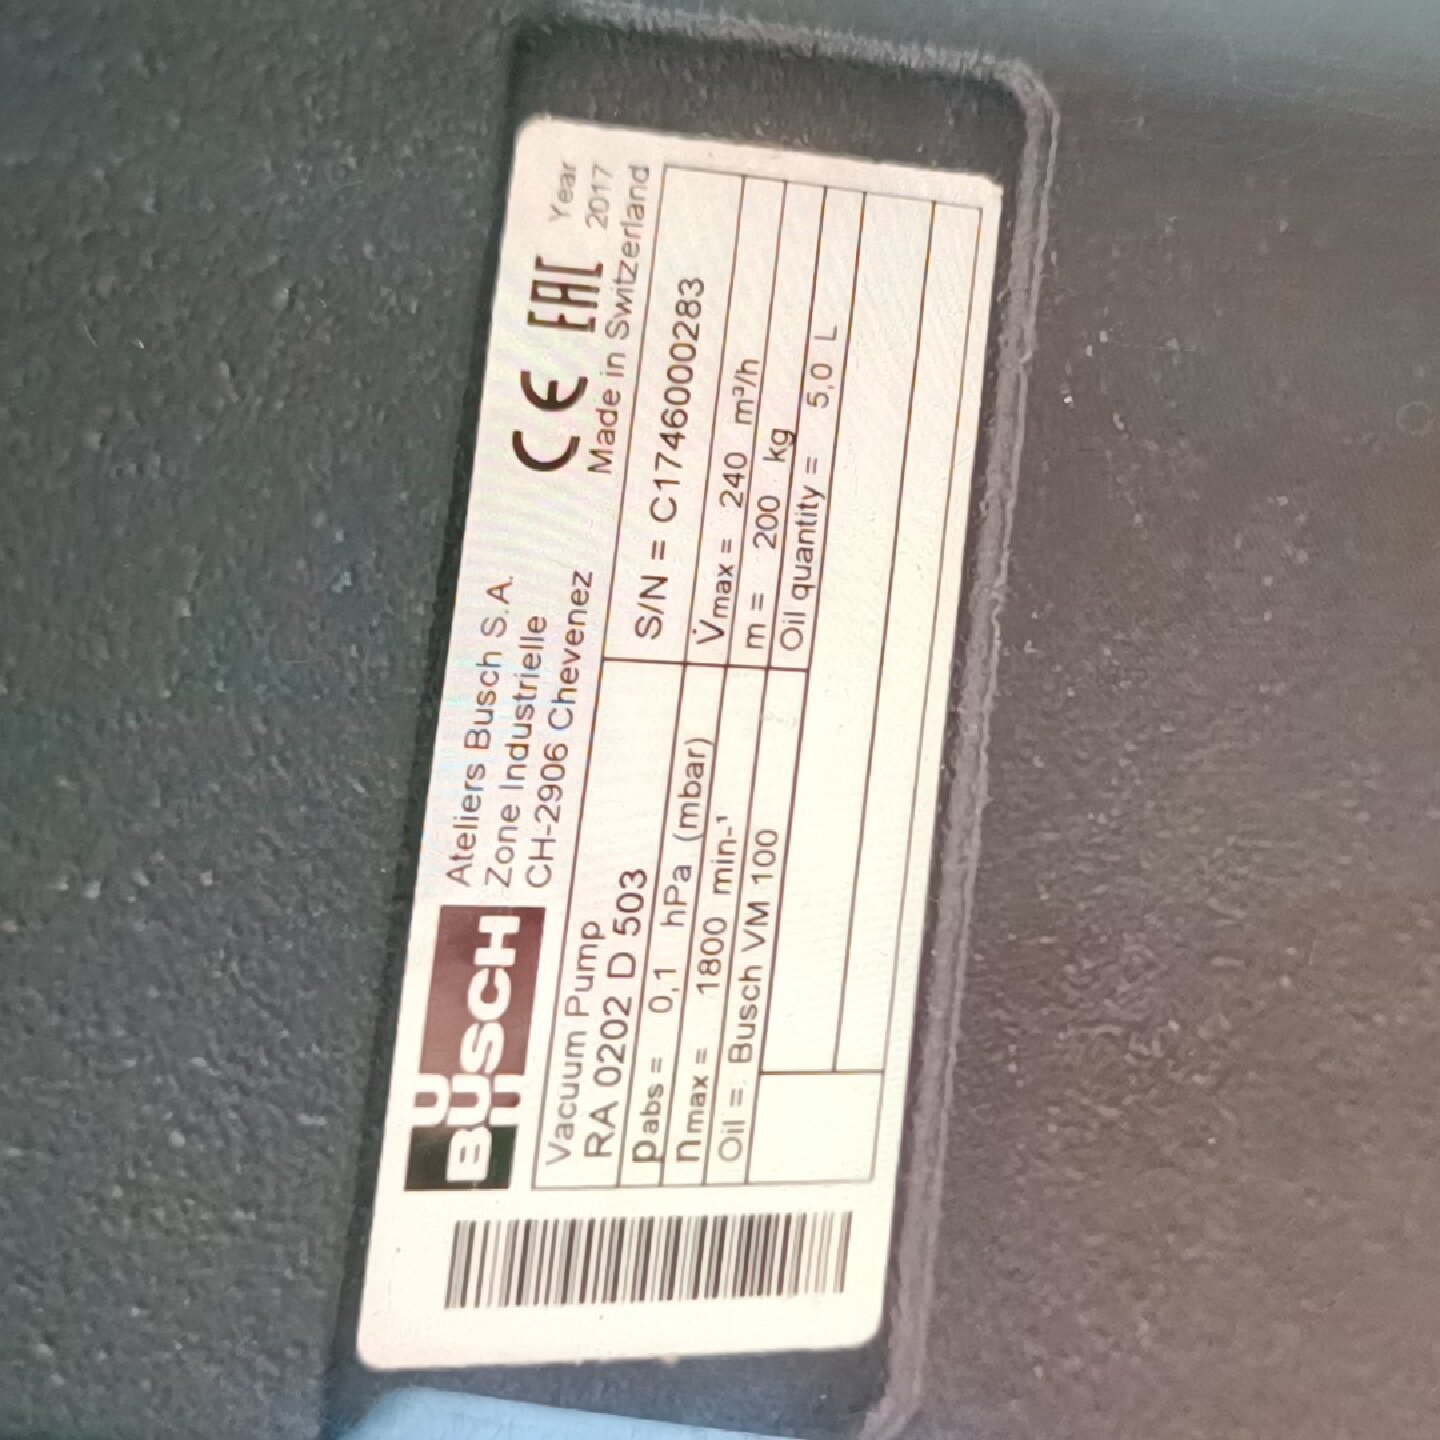 BUSCH
Ateliers Busch S.A.
Zone Industrielle
CH-2906 Chevenez
CE EAC
Year
2017
Made in Switzerland
Vacuum Pump
RA 0202 D 503
S/N = C1746000283
Pabs = 0,1 hPa (mbar)
V̇max = 240 m³/h
nmax = 1800 min-¹
m = 200 kg
Oil = Busch VM 100
Oil quantity = 5,0 L